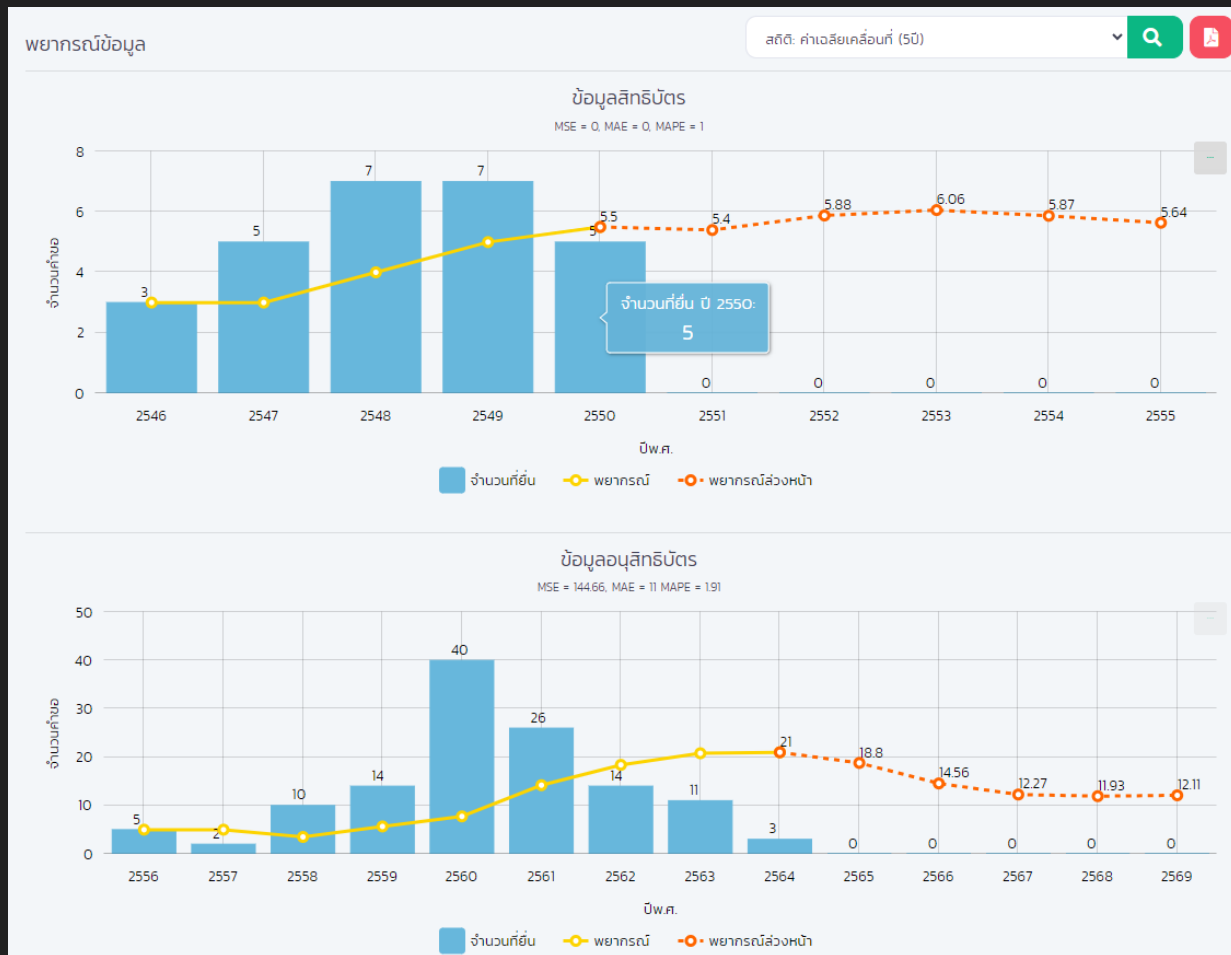 พยากรณ์ข้อมูล
สถิติ: ค่าเฉลี่ยเคลื่อนที่ (5ปี)
ข้อมูลสิทธิบัตร
MSE = 0, MAE = 0, MAPE = 1
จำนวนคำขอ
8
6
4
2
0
3 5 7 7 5 0 0 0 0 0
5.5 5.4 5.88 6.06 5.87 5.64
จำนวนที่ยื่น ปี 2550:
5
2546 2547 2548 2549 2550 2551 2552 2553 2554 2555
ปีพ.ศ.
จำนวนที่ยื่น พยากรณ์ พยากรณ์ล่วงหน้า
ข้อมูลอนุสิทธิบัตร
MSE = 144.66, MAE = 11 MAPE = 1.91
จำนวนคำขอ
50
40
30
20
10
0
5 2 10 14 40 26 14 11 3 0 0 0 0 0
21 18.8 14.56 12.27 11.93 12.11
2556 2557 2558 2559 2560 2561 2562 2563 2564 2565 2566 2567 2568 2569
ปีพ.ศ.
จำนวนที่ยื่น พยากรณ์ พยากรณ์ล่วงหน้า